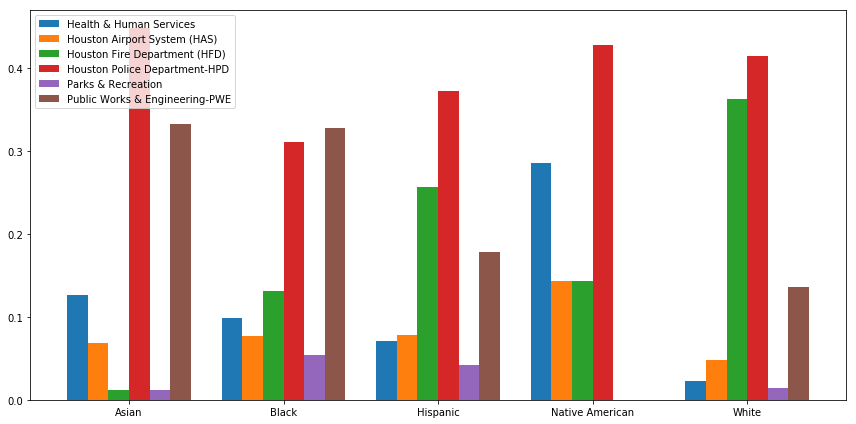 Health & Human Services
Houston Airport System (HAS)
Houston Fire Department (HFD)
Houston Police Department-HPD
Parks & Recreation
Public Works & Engineering-PWE
0.4
0.3
0.2
0.1
0.0
Asian Black Hispanic Native American White